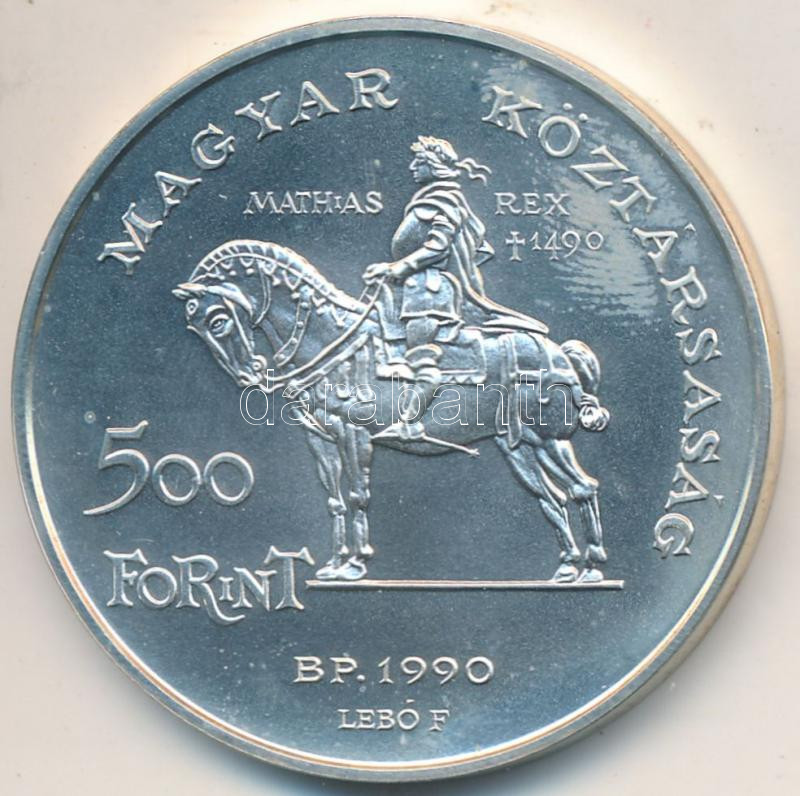 MAGYAR KÖZTÁRSASÁG
MATHIAS REX
†1490
darabanth
500
FORINT
BP. 1990
LEBÓ F